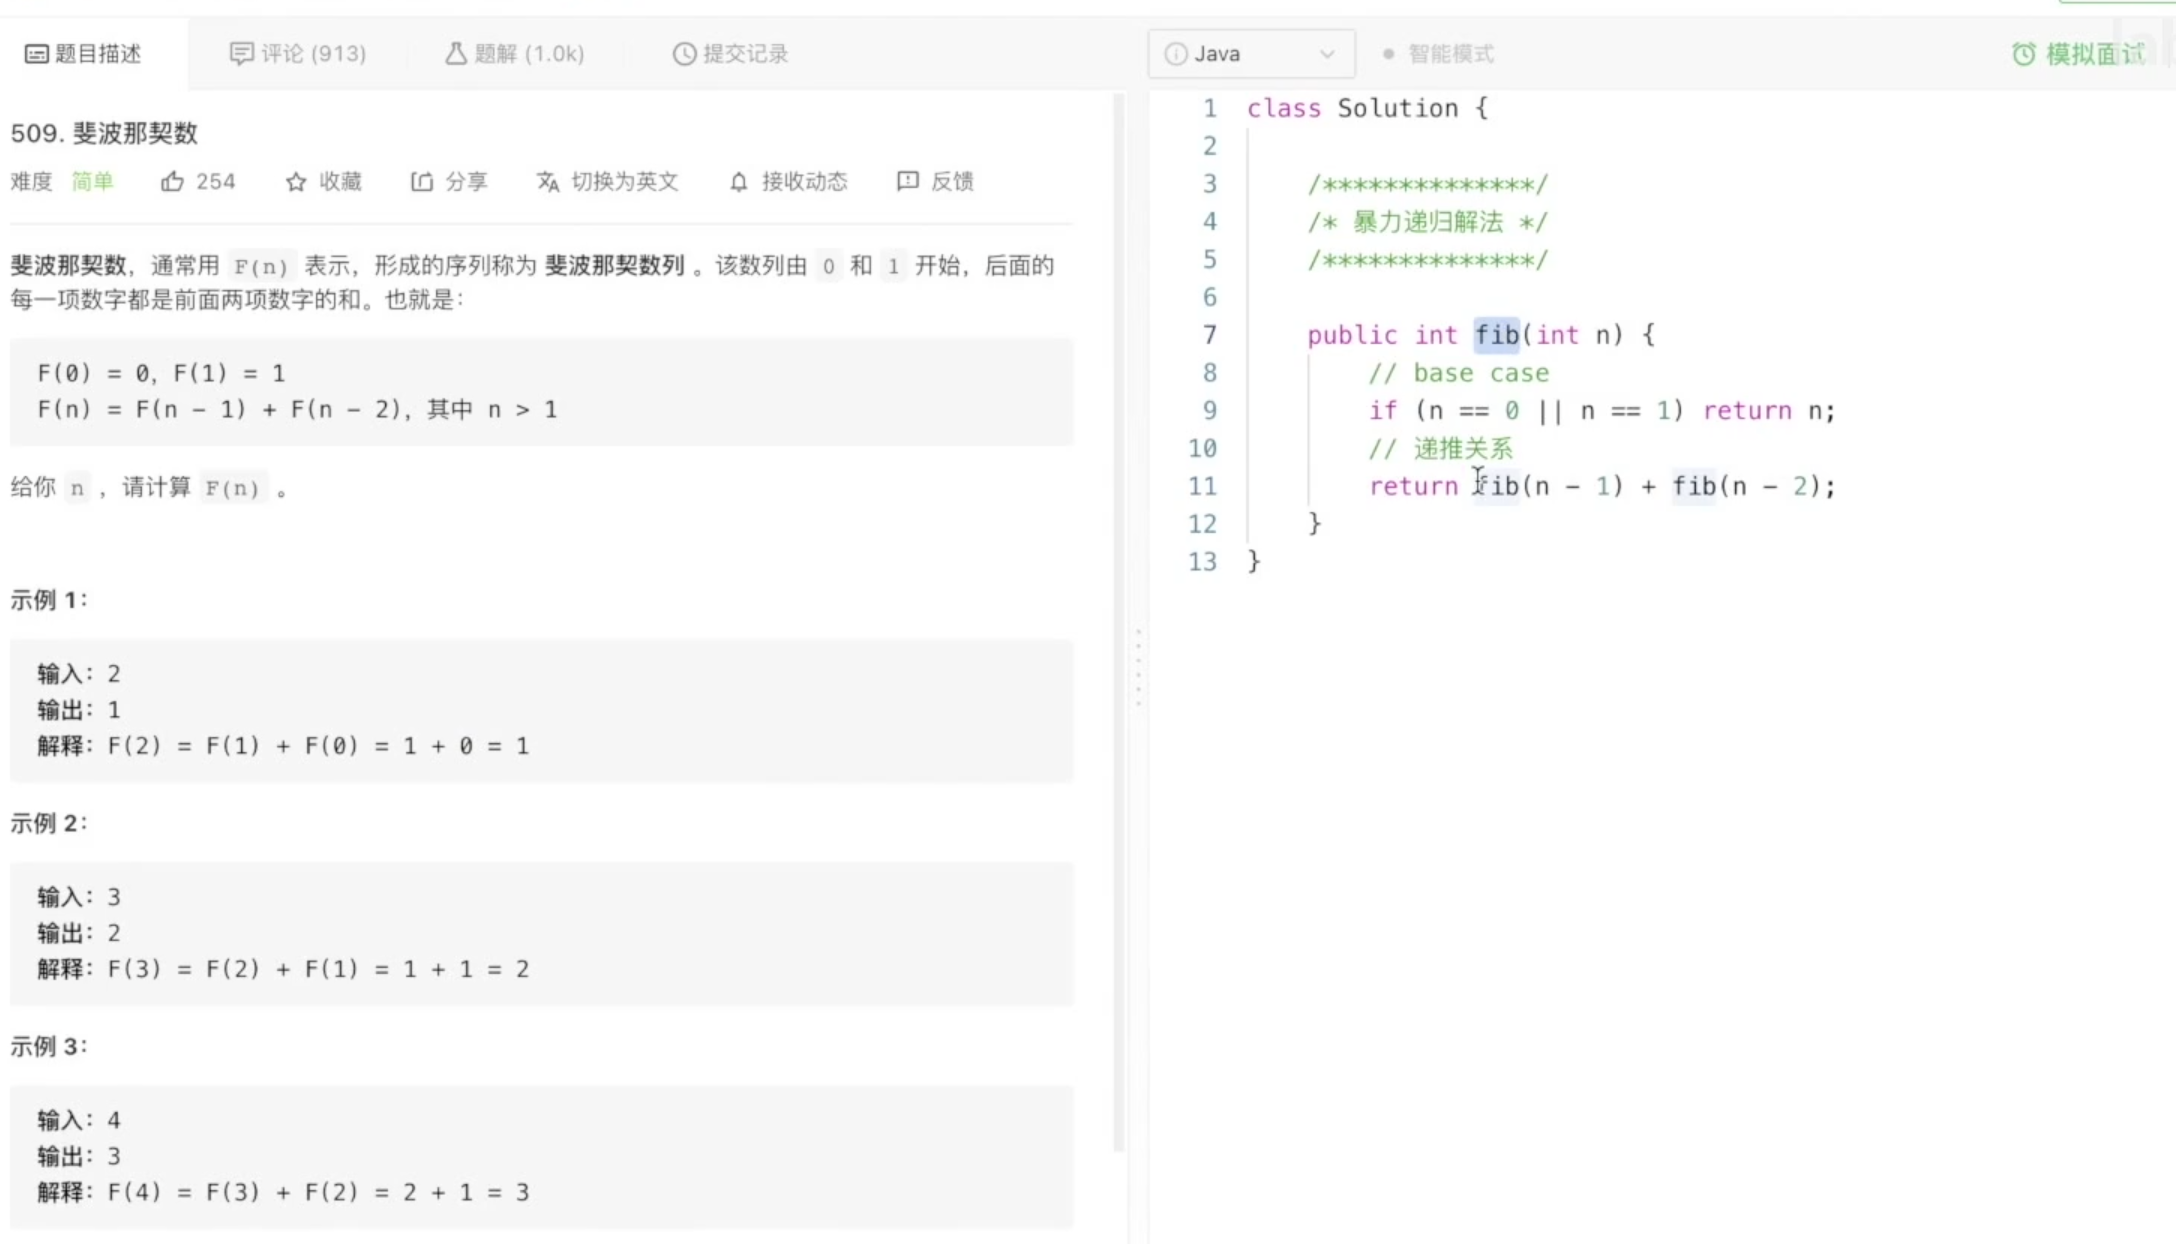 题目描述 评论 (913) 题解 (1.0k) 提交记录
509. 斐波那契数
难度 简单 254 收藏 分享 切换为英文 接收动态 反馈
斐波那契数，通常用 F(n) 表示，形成的序列称为 斐波那契数列 。该数列由 0 和 1 开始，后面的
每一项数字都是前面两项数字的和。也就是：
F(0) = 0, F(1) = 1
F(n) = F(n - 1) + F(n - 2)，其中 n > 1
给你 n ，请计算 F(n) 。
示例 1：
输入：2
输出：1
解释：F(2) = F(1) + F(0) = 1 + 0 = 1
示例 2：
输入：3
输出：2
解释：F(3) = F(2) + F(1) = 1 + 1 = 2
示例 3：
输入：4
输出：3
解释：F(4) = F(3) + F(2) = 2 + 1 = 3
Java 智能模式 模拟面试
1 class Solution {
2
3 /**************/
4 /* 暴力递归解法 */
5 /**************/
6
7 public int fib(int n) {
8 // base case
9 if (n == 0 || n == 1) return n;
10 // 递推关系
11 return fib(n - 1) + fib(n - 2);
12 }
13 }